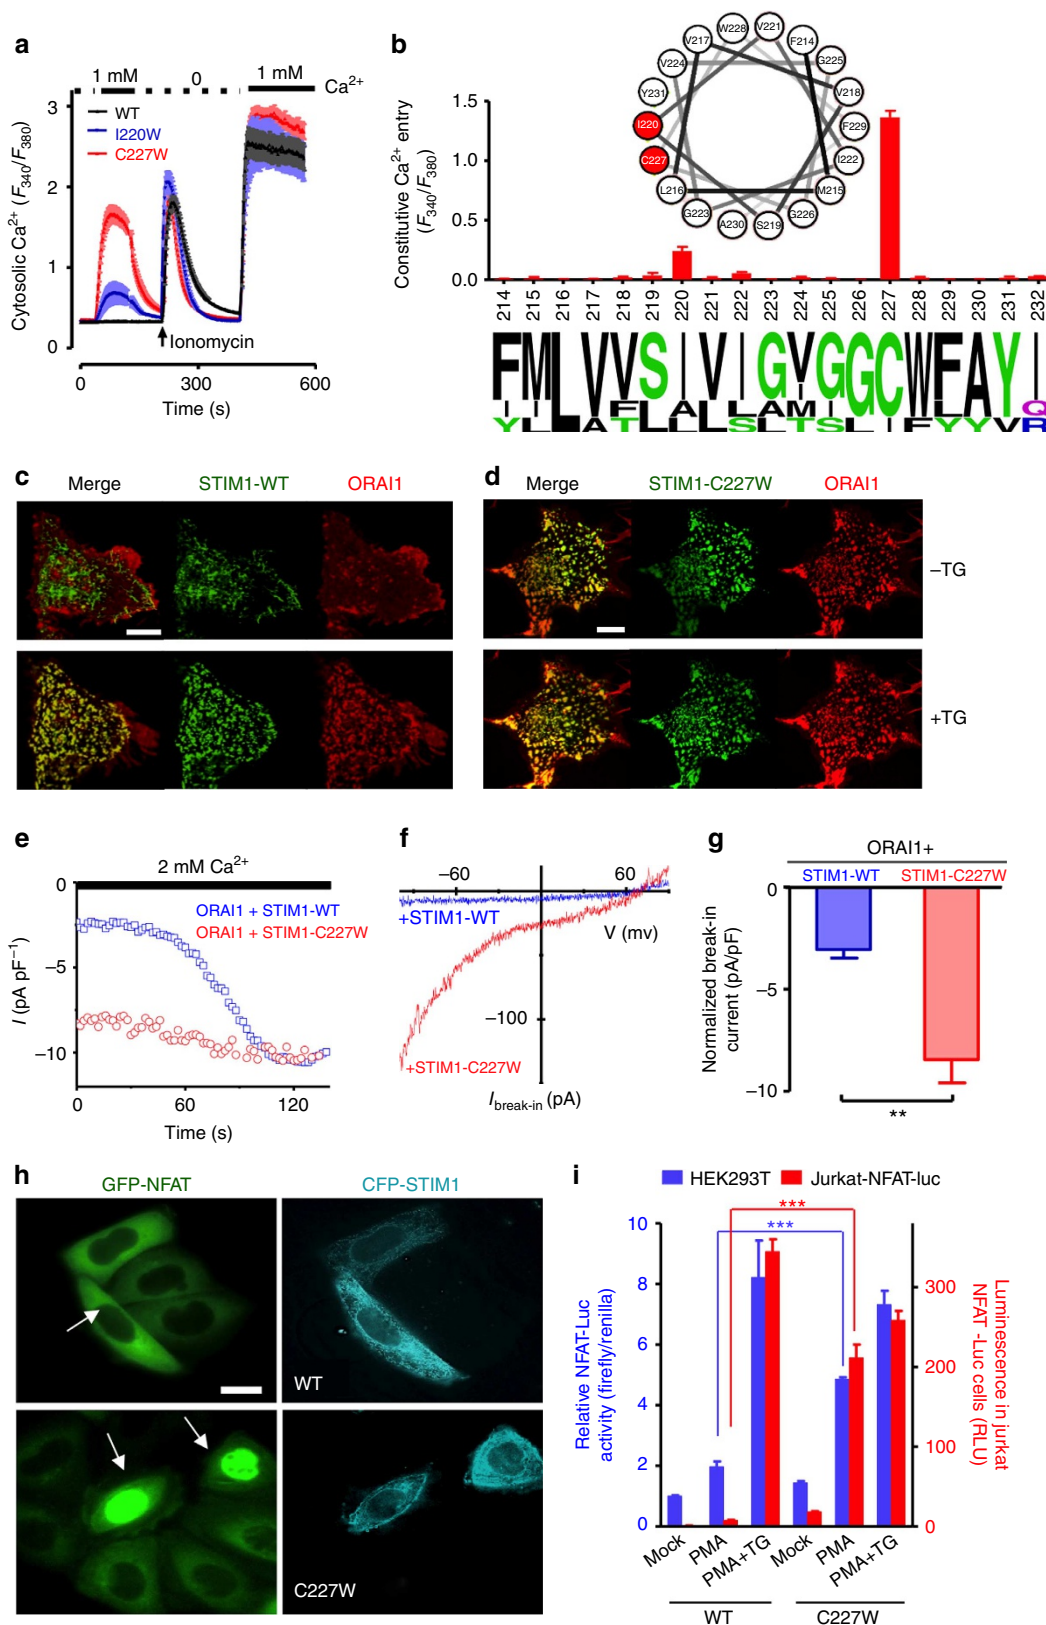 a
1 mM 0 1 mM Ca²⁺
WT
I220W
C227W
Cytosolic Ca²⁺ (F340/F380)
3
2
1
0
Ionomycin
0 300 600
Time (s)
b
Constitutive Ca²⁺ entry
(F340/F380)
1.5
1.0
0.5
0.0
W228
V221
V217
F214
V224
G225
Y231
V218
I220
F229
C227
I222
L216
M215
G223
G226
A230
S219
214 215 216 217 218 219 220 221 222 223 224 225 226 227 228 229 230 231 232
FMLVVSIVIGVGGCWFAYI
c
Merge STIM1-WT ORAI1
d
Merge STIM1-C227W ORAI1
–TG
+TG
e
2 mM Ca²⁺
ORAI1 + STIM1-WT
ORAI1 + STIM1-C227W
I (pA pF⁻¹)
0
–5
–10
0 60 120
Time (s)
f
–60 60
+STIM1-WT
V (mv)
–100
+STIM1-C227W
Ibreak-in (pA)
g
ORAI1+
STIM1-WT STIM1-C227W
Normalized break-in
current (pA/pF)
0
–5
–10
**
h
GFP-NFAT CFP-STIM1
WT
C227W
i
HEK293T Jurkat-NFAT-luc
***
***
Relative NFAT-Luc
activity (firefly/renilla)
10
8
6
4
2
0
300
200
100
0
Luminescence in jurkat
NFAT -Luc cells (RLU)
Mock PMA PMA+TG Mock PMA PMA+TG
WT C227W